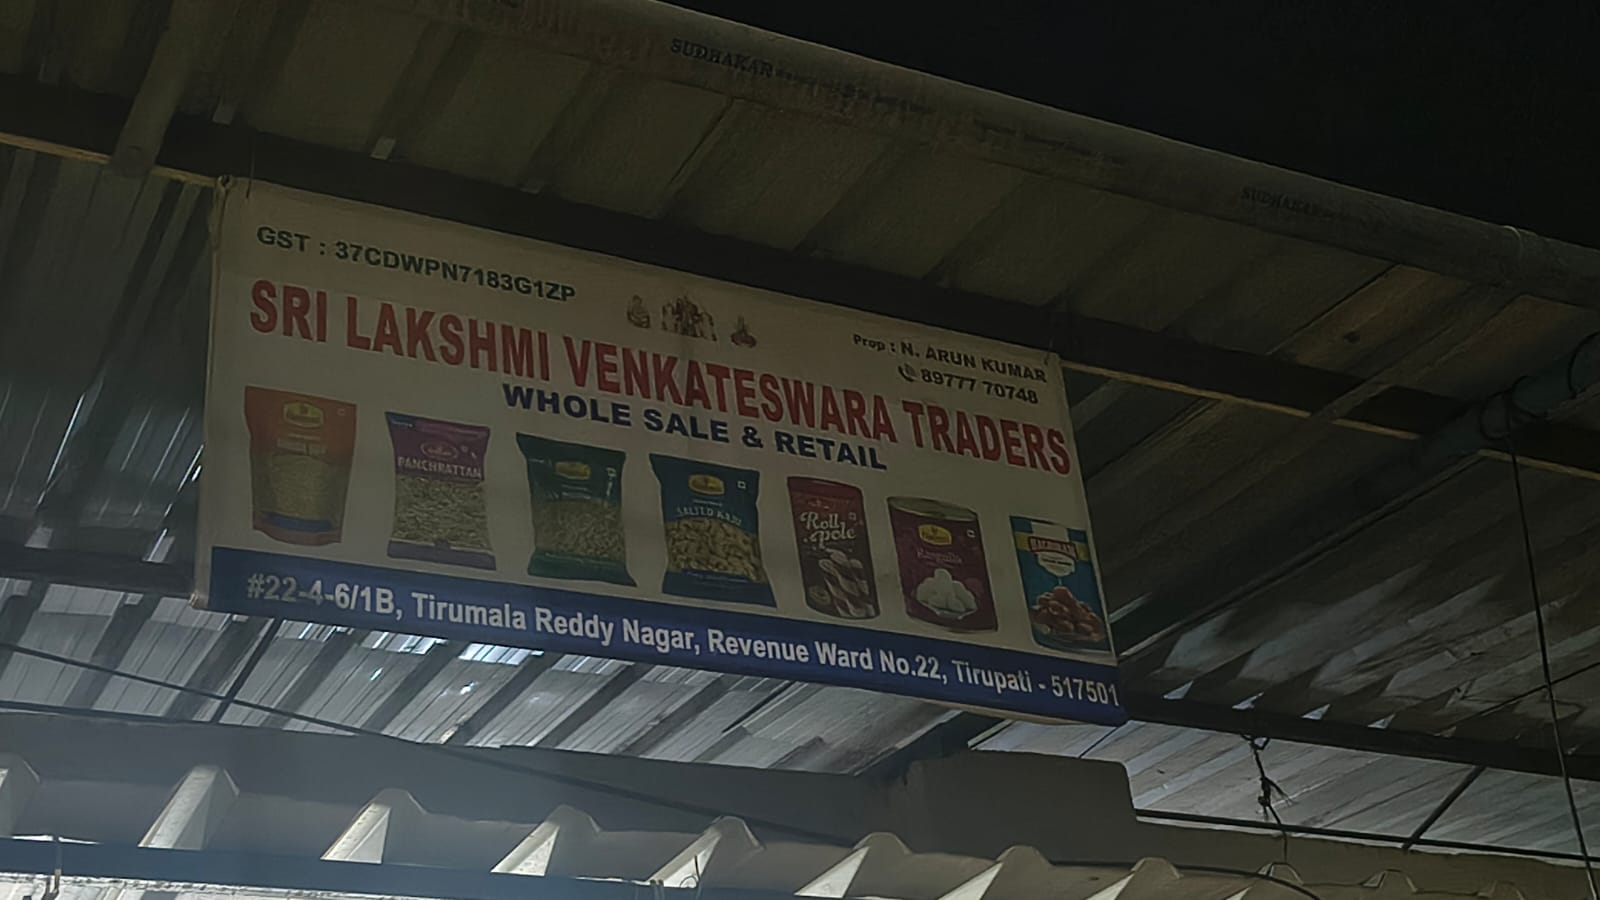 SUDHAKAR
SUDHAKAR
GST : 37CDWPN7183G1ZP
Prop : N. ARUN KUMAR
89777 70748
SRI LAKSHMI VENKATESWARA TRADERS
WHOLE SALE & RETAIL
PANCHRATTAN
SALTED KAJU
Roll
pole
Rasgulla
HALDIRAM
#22-4-6/1B, Tirumala Reddy Nagar, Revenue Ward No.22, Tirupati - 517501